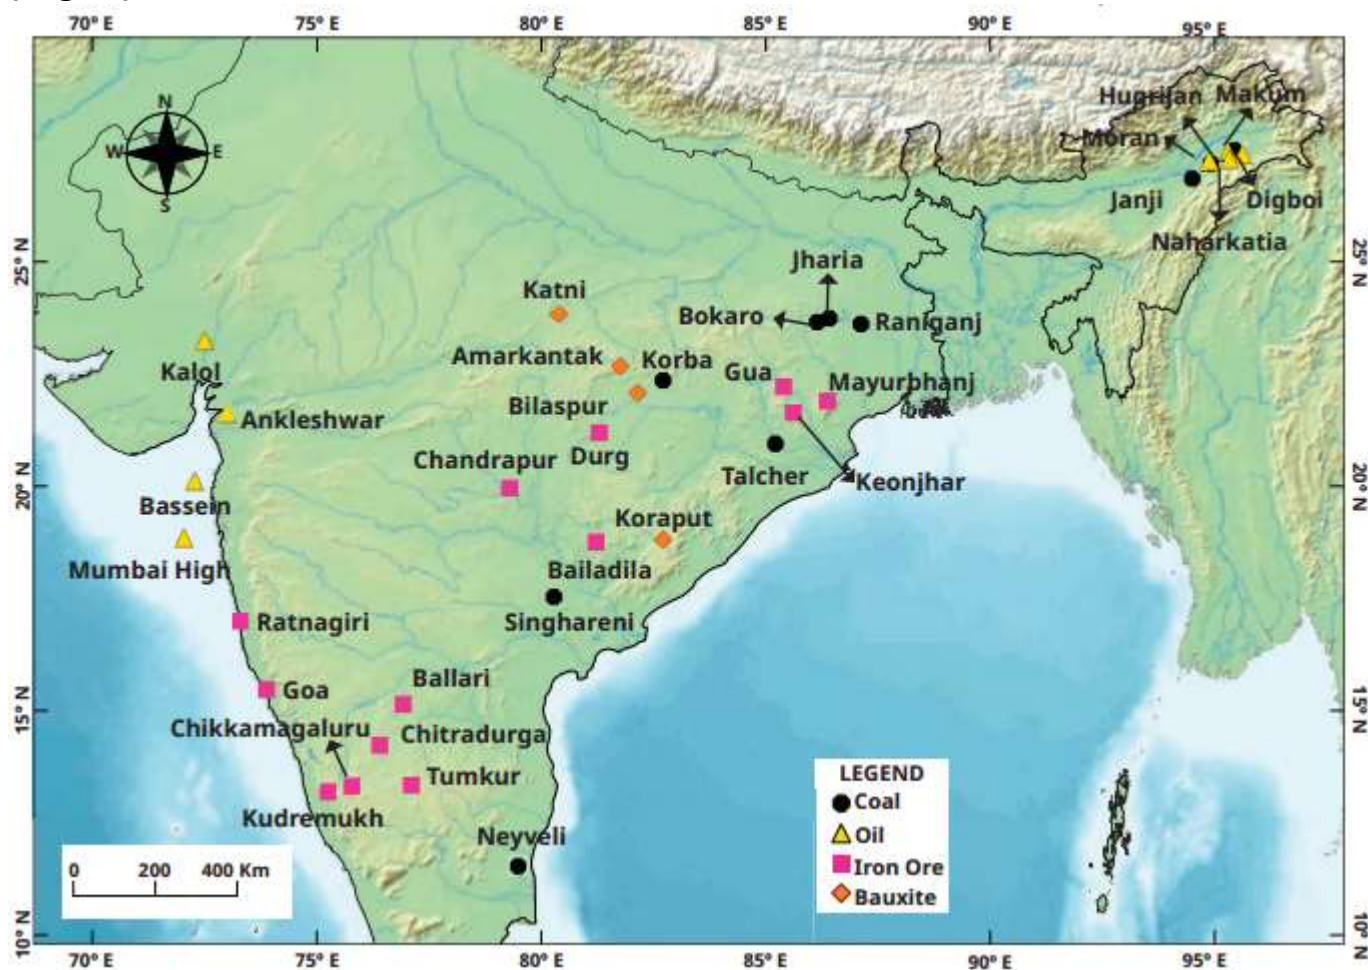 70° E 75° E 80° E 85° E 90° E 95° E
N
W E
S
Hugrijan Makum
Moran
Janji Digboi
Naharkatia
25° N 25° N
Jharia
Katni
Bokaro Raniganj
Amarkantak Korba
Kalol Gua Mayurbhanj
Bilaspur
Ankleshwar
Chandrapur Durg
Talcher Keonjhar
20° N 20° N
Bassein
Koraput
Mumbai High Bailadila
Ratnagiri Singhareni
Ballari
Goa
15° N 15° N
Chikkamagaluru Chitradurga
Tumkur
Kudremukh
Neyveli
LEGEND
Coal
Oil
Iron Ore
Bauxite
0 200 400 Km
10° N 10° N
70° E 75° E 80° E 85° E 90° E 95° E